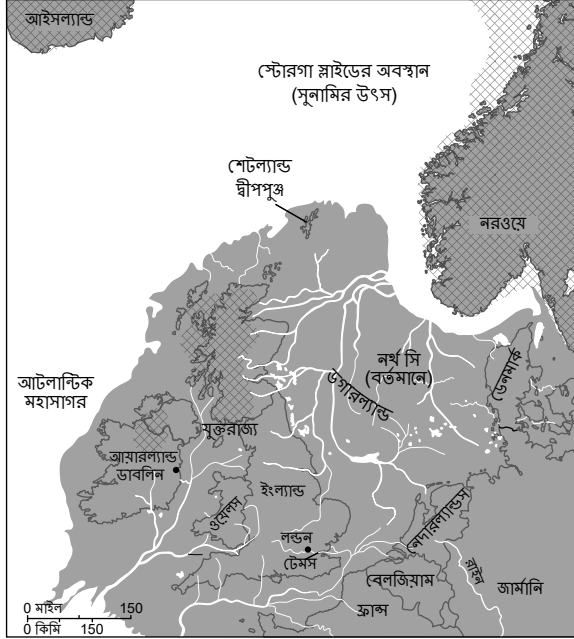 আইসল্যান্ড
স্টোরগা স্লাইডের অবস্থান
(সুনামির উৎস)
শেটল্যান্ড
দ্বীপপুঞ্জ
নরওয়ে
নর্থ সি
(বর্তমানে)
ডেনমার্ক
ডগারল্যান্ড
আটলান্টিক
মহাসাগর
যুক্তরাজ্য
আয়ারল্যান্ড
ডাবলিন
ইংল্যান্ড
ওয়েলস
নেদারল্যান্ডস
লন্ডন
টেমস
বেলজিয়াম
রাইন
জার্মানি
ফ্রান্স
0 মাইল 150
0 কিমি 150